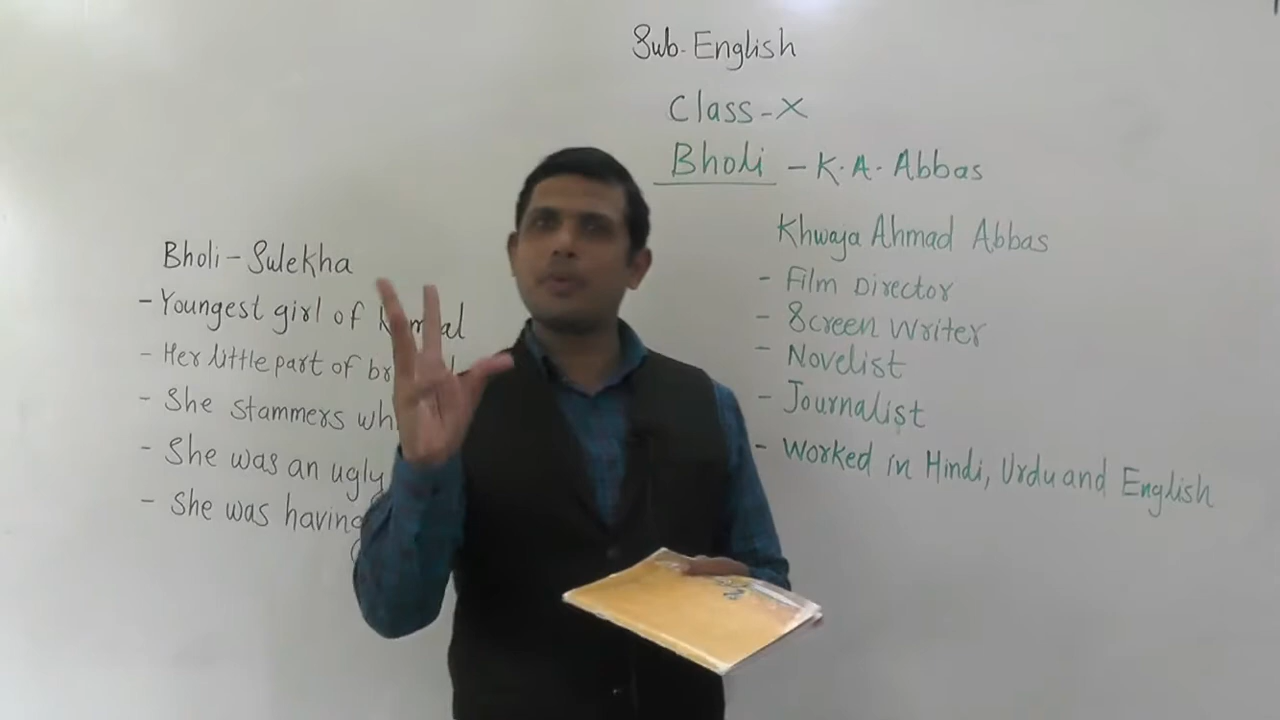 Sub. English
Class-X
Bholi - K. A. Abbas
Khwaja Ahmad Abbas
- Film Director
- Screen Writer
- Novelist
- Journalist
- Worked in Hindi, Urdu and English
Bholi - Sulekha
- Youngest girl of
- Her little part of
- She stammers
- She was an ugly
- She was having